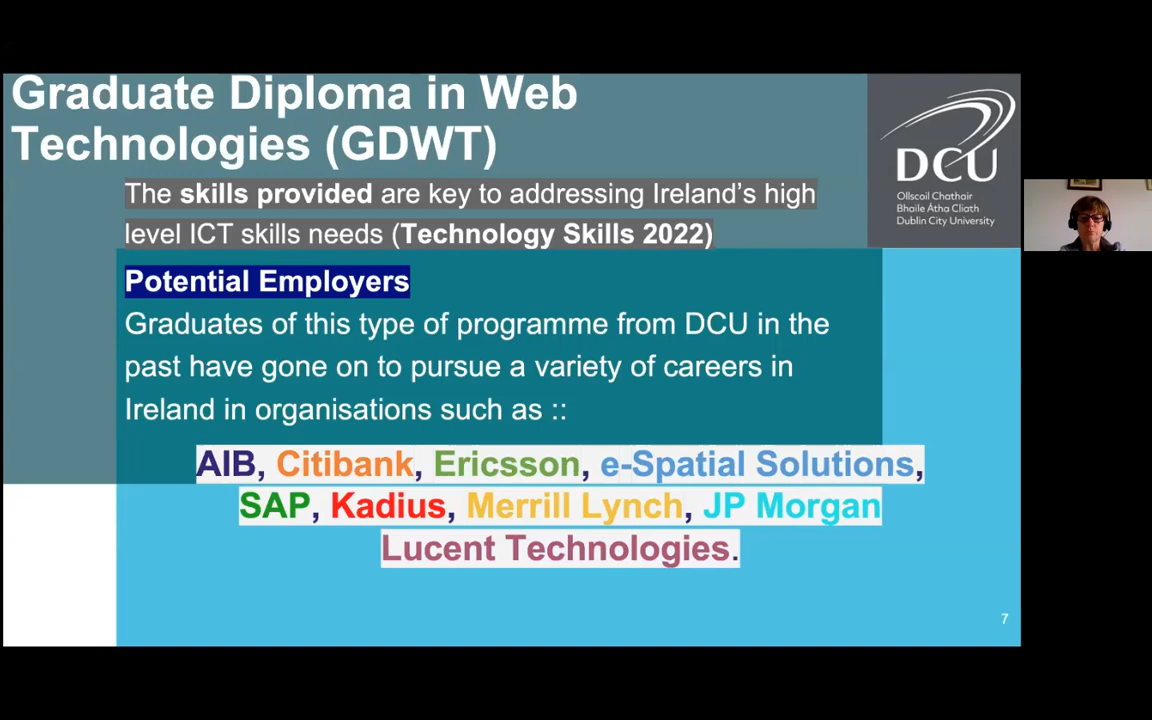 Graduate Diploma in Web
Technologies (GDWT)
The skills provided are key to addressing Ireland’s high
level ICT skills needs (Technology Skills 2022)
DCU
Ollscoil Chathair
Bhaile Átha Cliath
Dublin City University
Potential Employers
Graduates of this type of programme from DCU in the
past have gone on to pursue a variety of careers in
Ireland in organisations such as ::
AIB, Citibank, Ericsson, e-Spatial Solutions,
SAP, Kadius, Merrill Lynch, JP Morgan
Lucent Technologies.
7